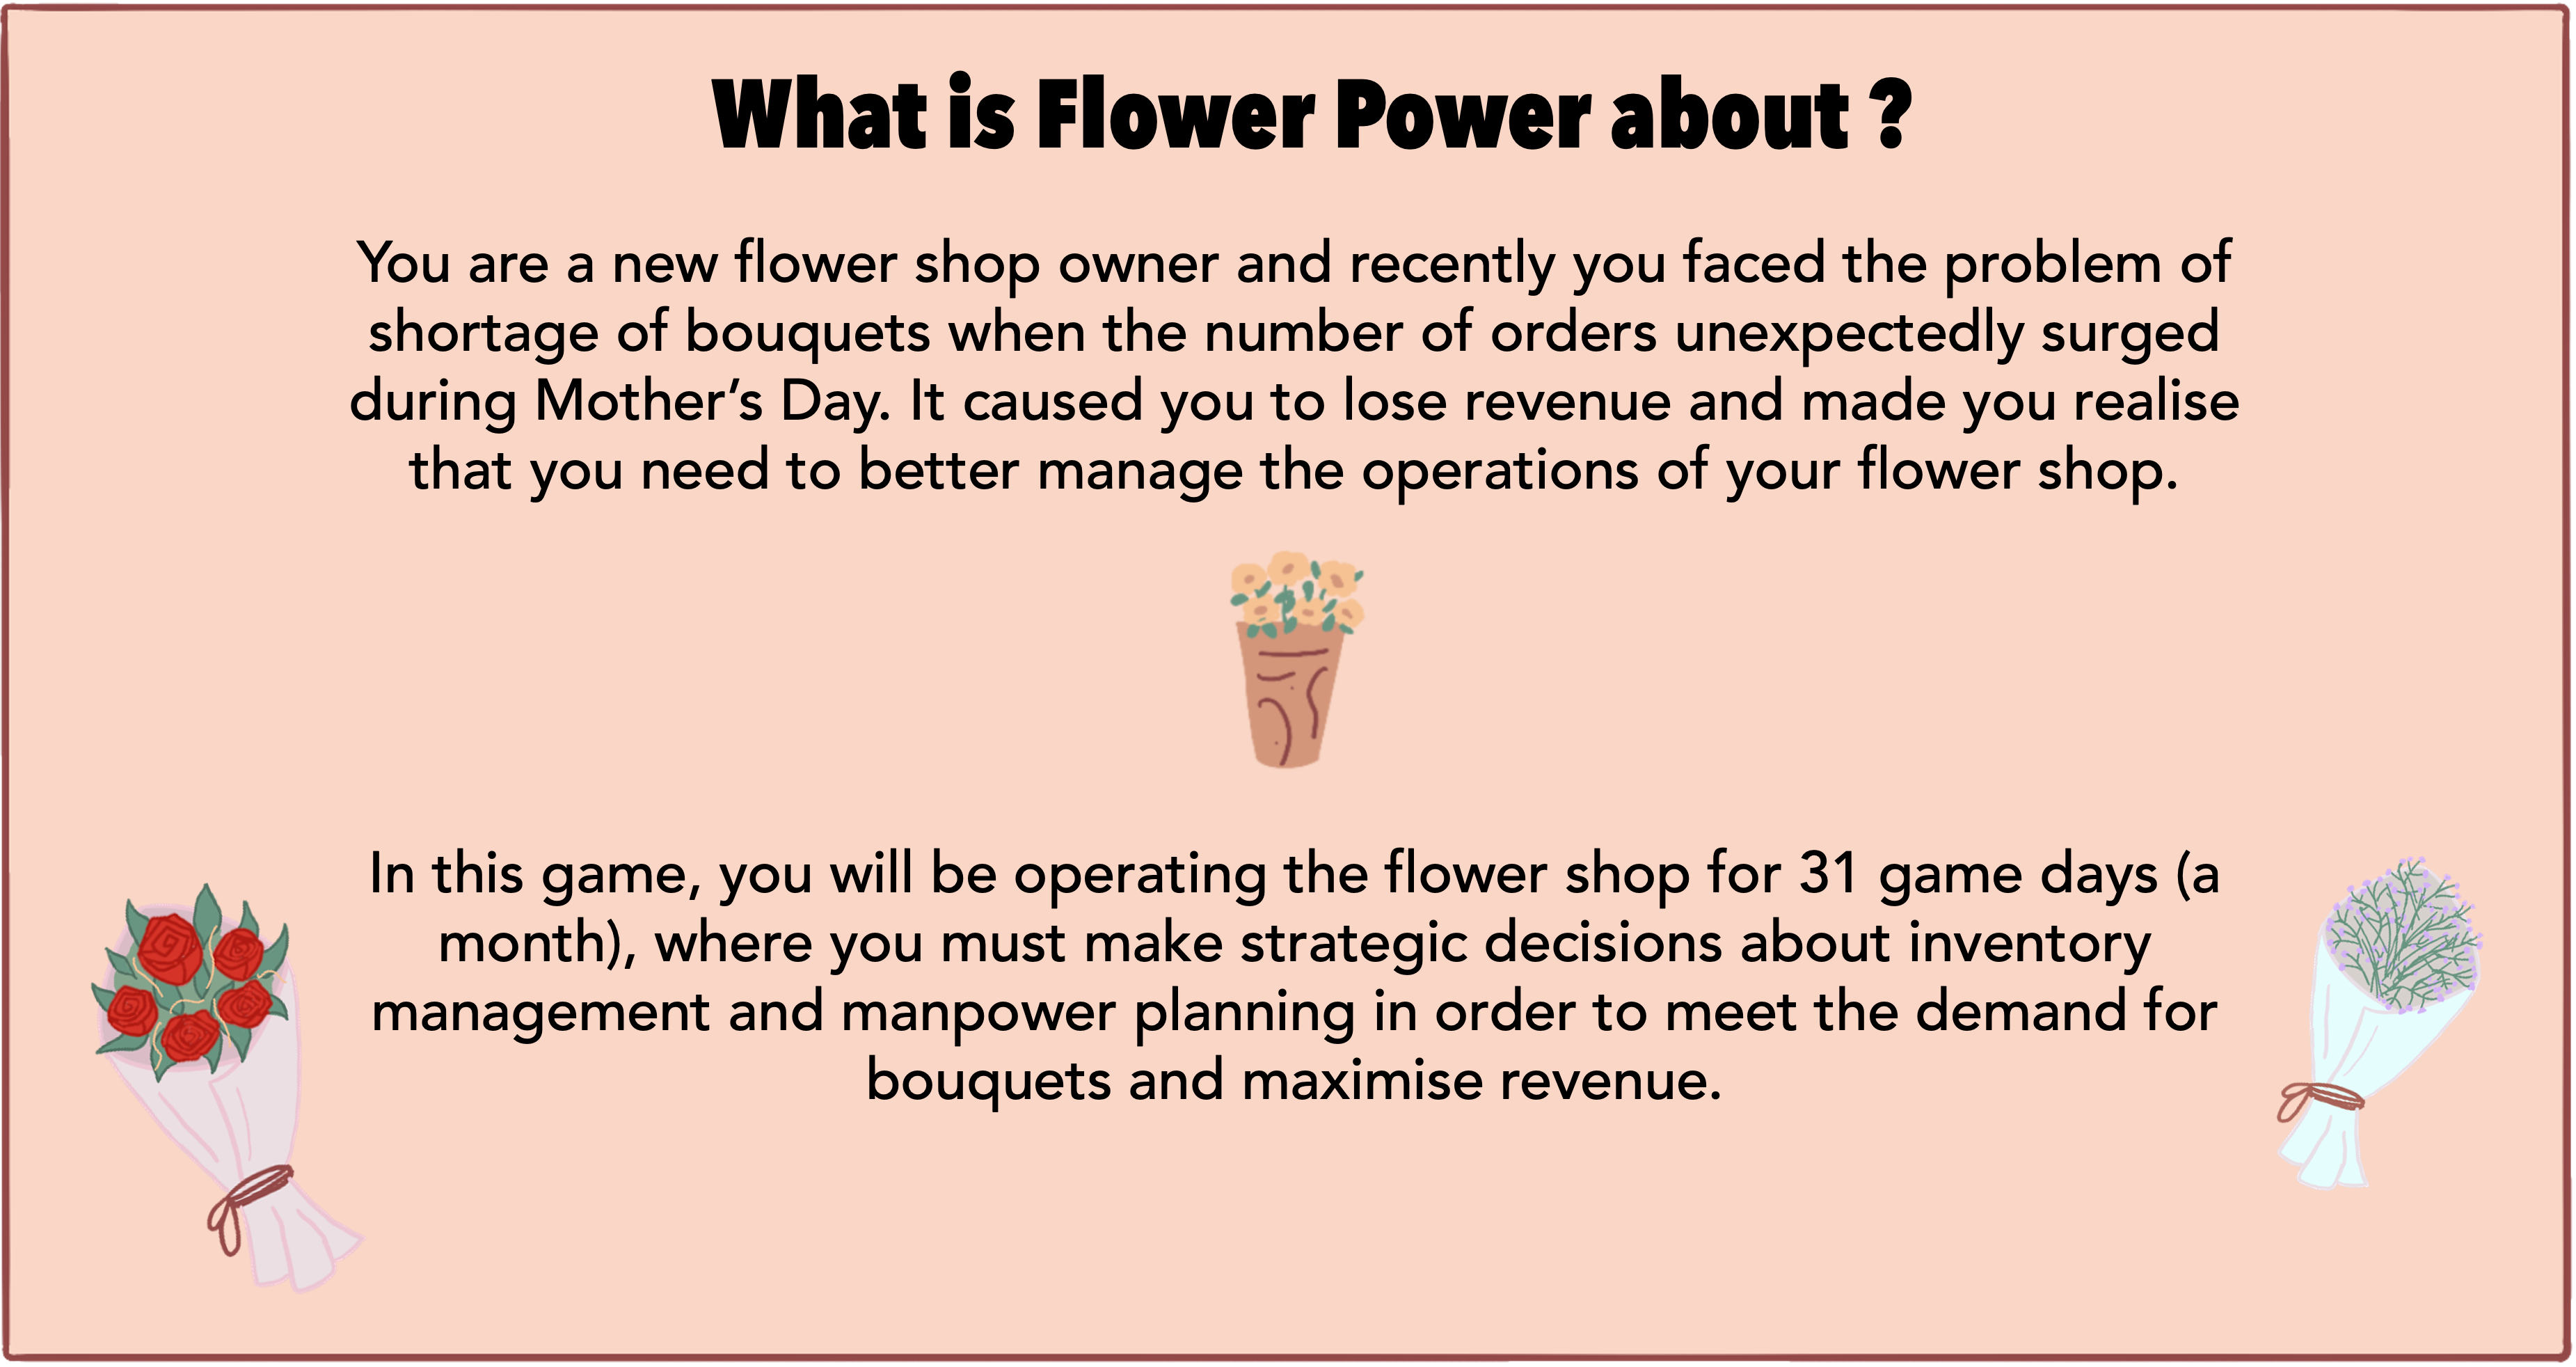 What is Flower Power about ?
You are a new flower shop owner and recently you faced the problem of
shortage of bouquets when the number of orders unexpectedly surged
during Mother’s Day. It caused you to lose revenue and made you realise
that you need to better manage the operations of your flower shop.
In this game, you will be operating the flower shop for 31 game days (a
month), where you must make strategic decisions about inventory
management and manpower planning in order to meet the demand for
bouquets and maximise revenue.